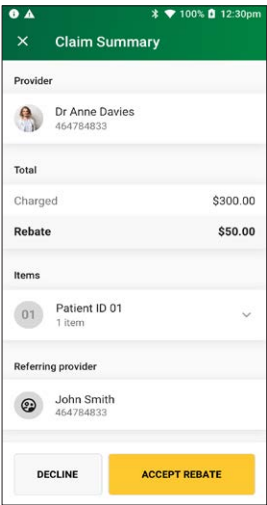 100% 12:30pm
Claim Summary
Provider
Dr Anne Davies
464784833
Total
Charged $300.00
Rebate $50.00
Items
01 Patient ID 01
1 item
Referring provider
John Smith
464784833
DECLINE ACCEPT REBATE